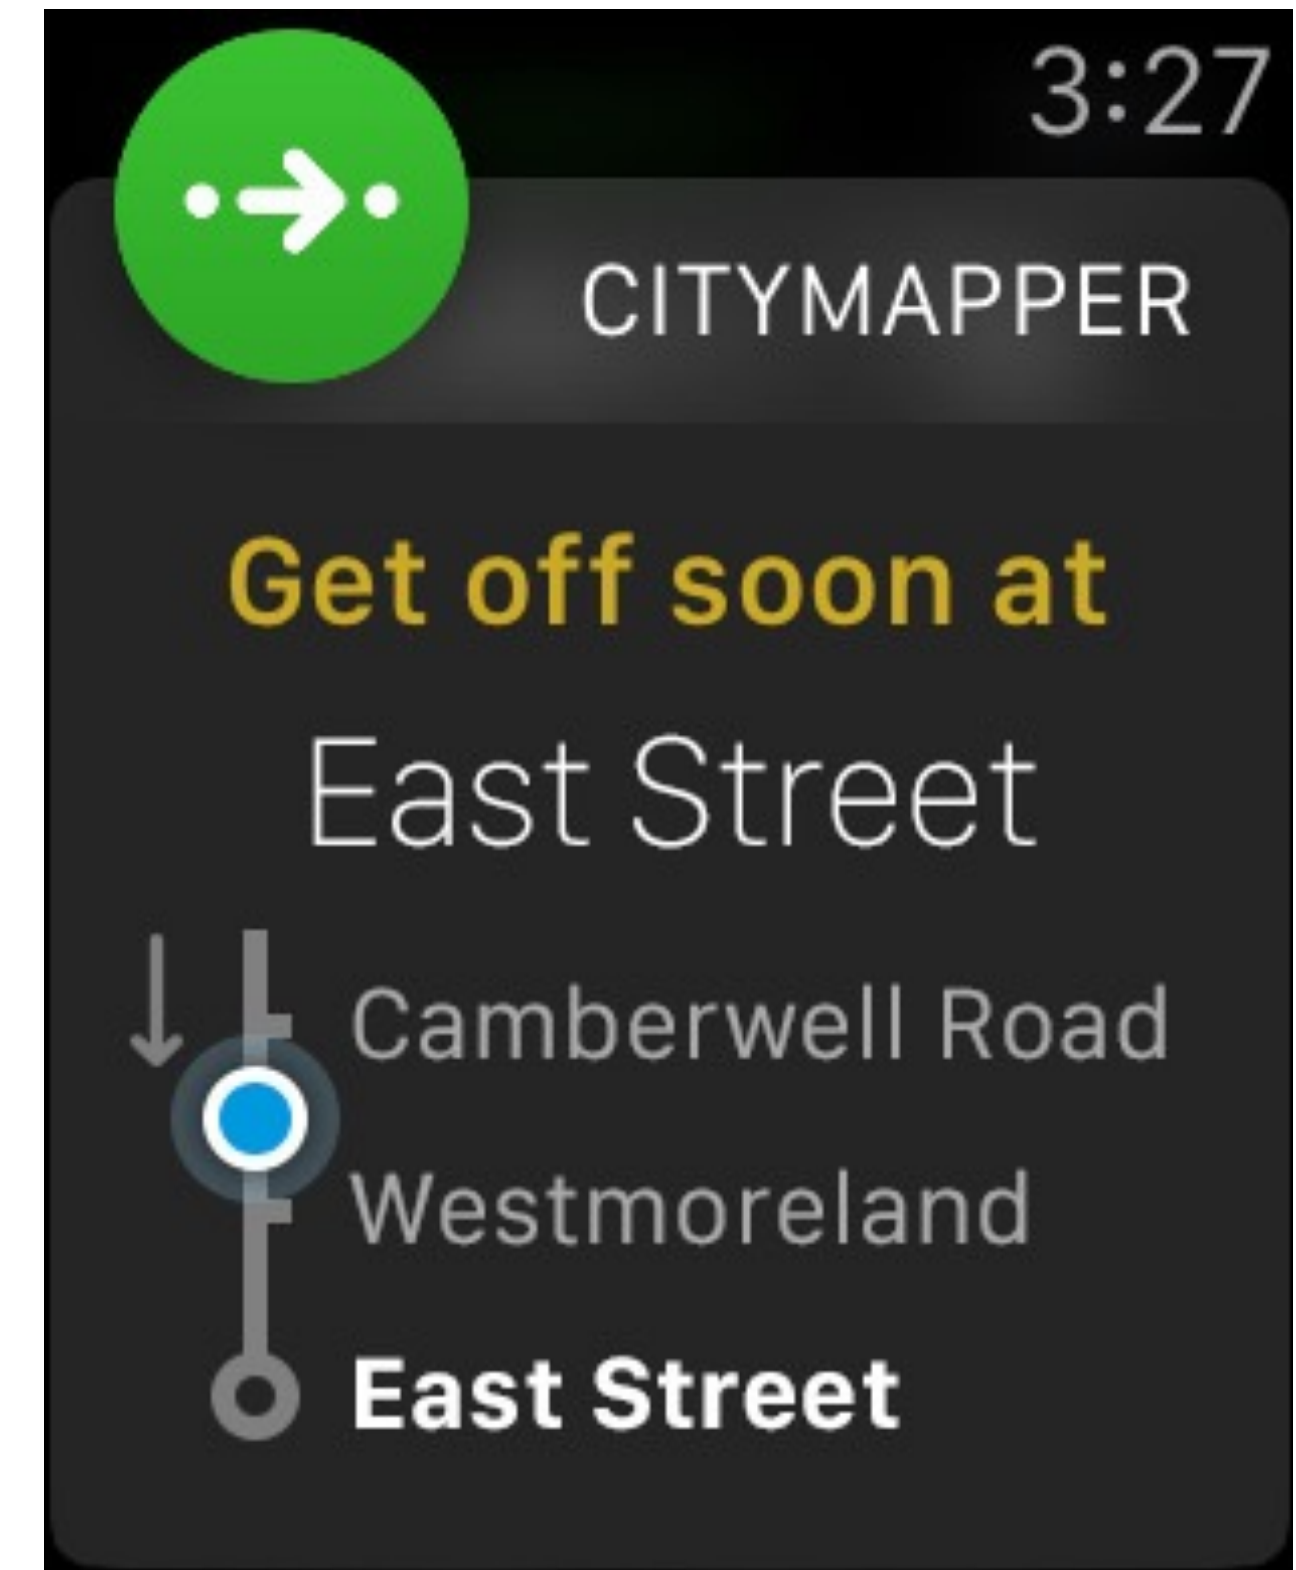 3:27
CITYMAPPER
Get off soon at
East Street
Camberwell Road
Westmoreland
East Street